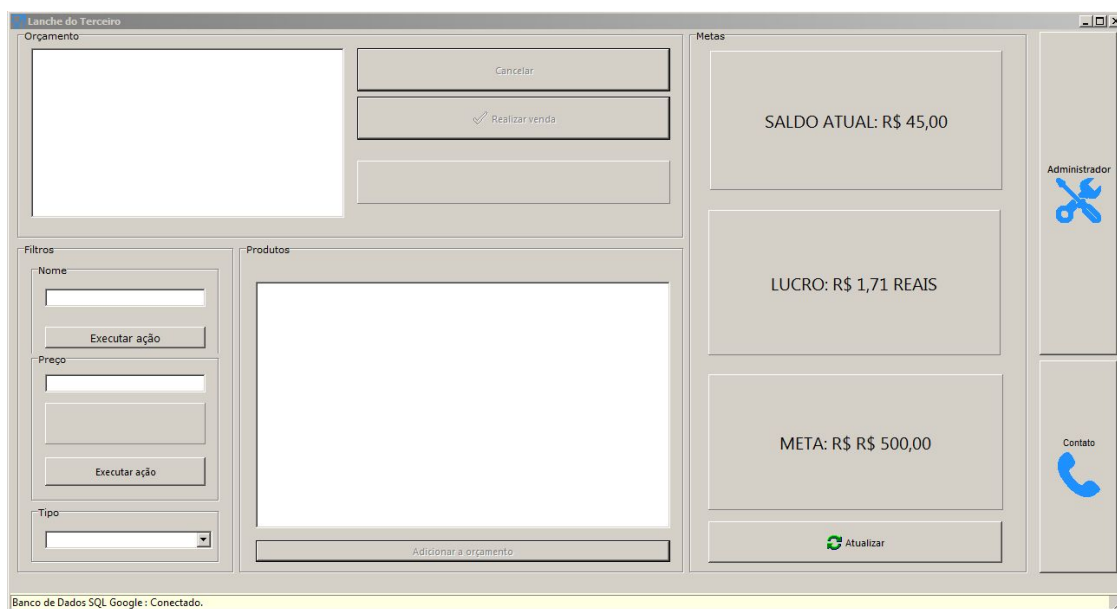 Lanche do Terceiro
Orçamento
Cancelar
Realizar venda
Filtros
Nome
Executar ação
Preço
Executar ação
Tipo
Produtos
Adicionar a orçamento
Metas
SALDO ATUAL: R$ 45,00
LUCRO: R$ 1,71 REAIS
META: R$ R$ 500,00
Atualizar
Administrador
Contato
Banco de Dados SQL Google : Conectado.